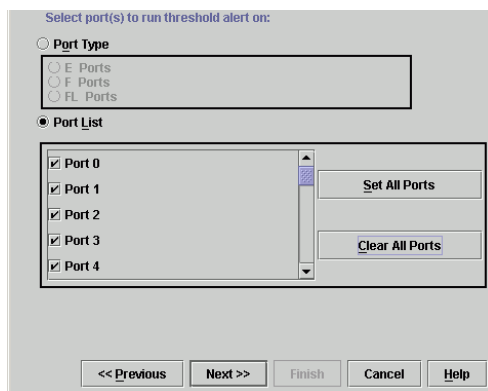 Select port(s) to run threshold alert on:
Port Type
E Ports
F Ports
FL Ports
Port List
Port 0
Port 1
Port 2
Port 3
Port 4
Set All Ports
Clear All Ports
<< Previous Next >> Finish Cancel Help